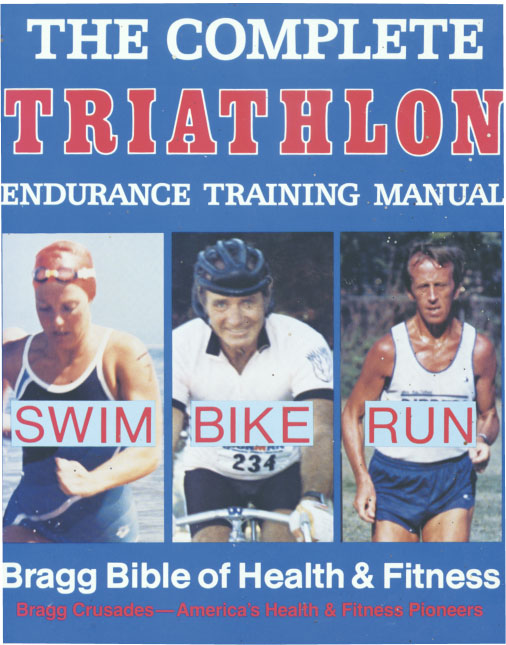 THE COMPLETE
TRIATHLON
ENDURANCE TRAINING MANUAL
SWIM BIKE RUN
234
Bragg Bible of Health & Fitness
Bragg Crusades—America's Health & Fitness Pioneers